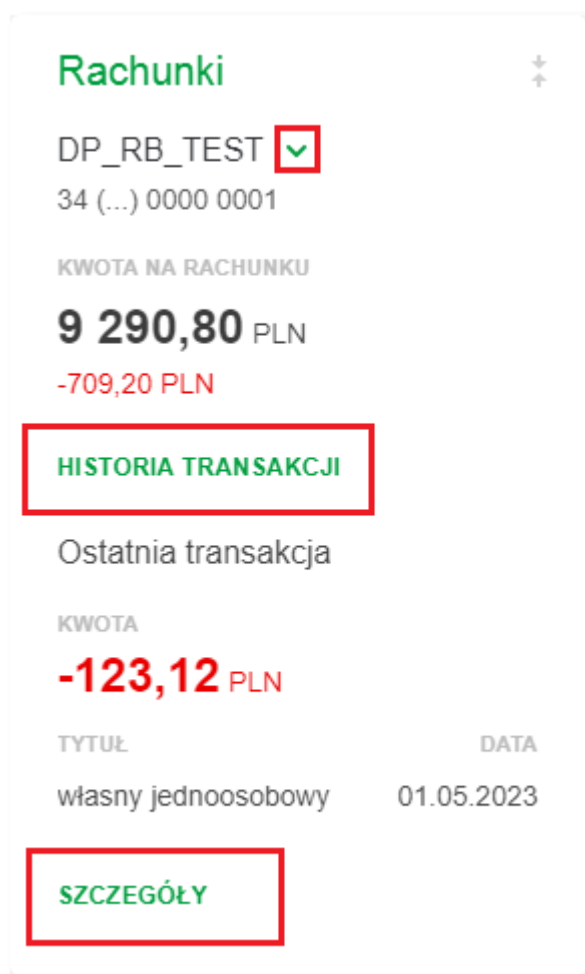 Rachunki
DP_RB_TEST
34 (...) 0000 0001
KWOTA NA RACHUNKU
9 290,80 PLN
-709,20 PLN
HISTORIA TRANSAKCJI
Ostatnia transakcja
KWOTA
-123,12 PLN
TYTUŁ DATA
własny jednoosobowy 01.05.2023
SZCZEGÓŁY